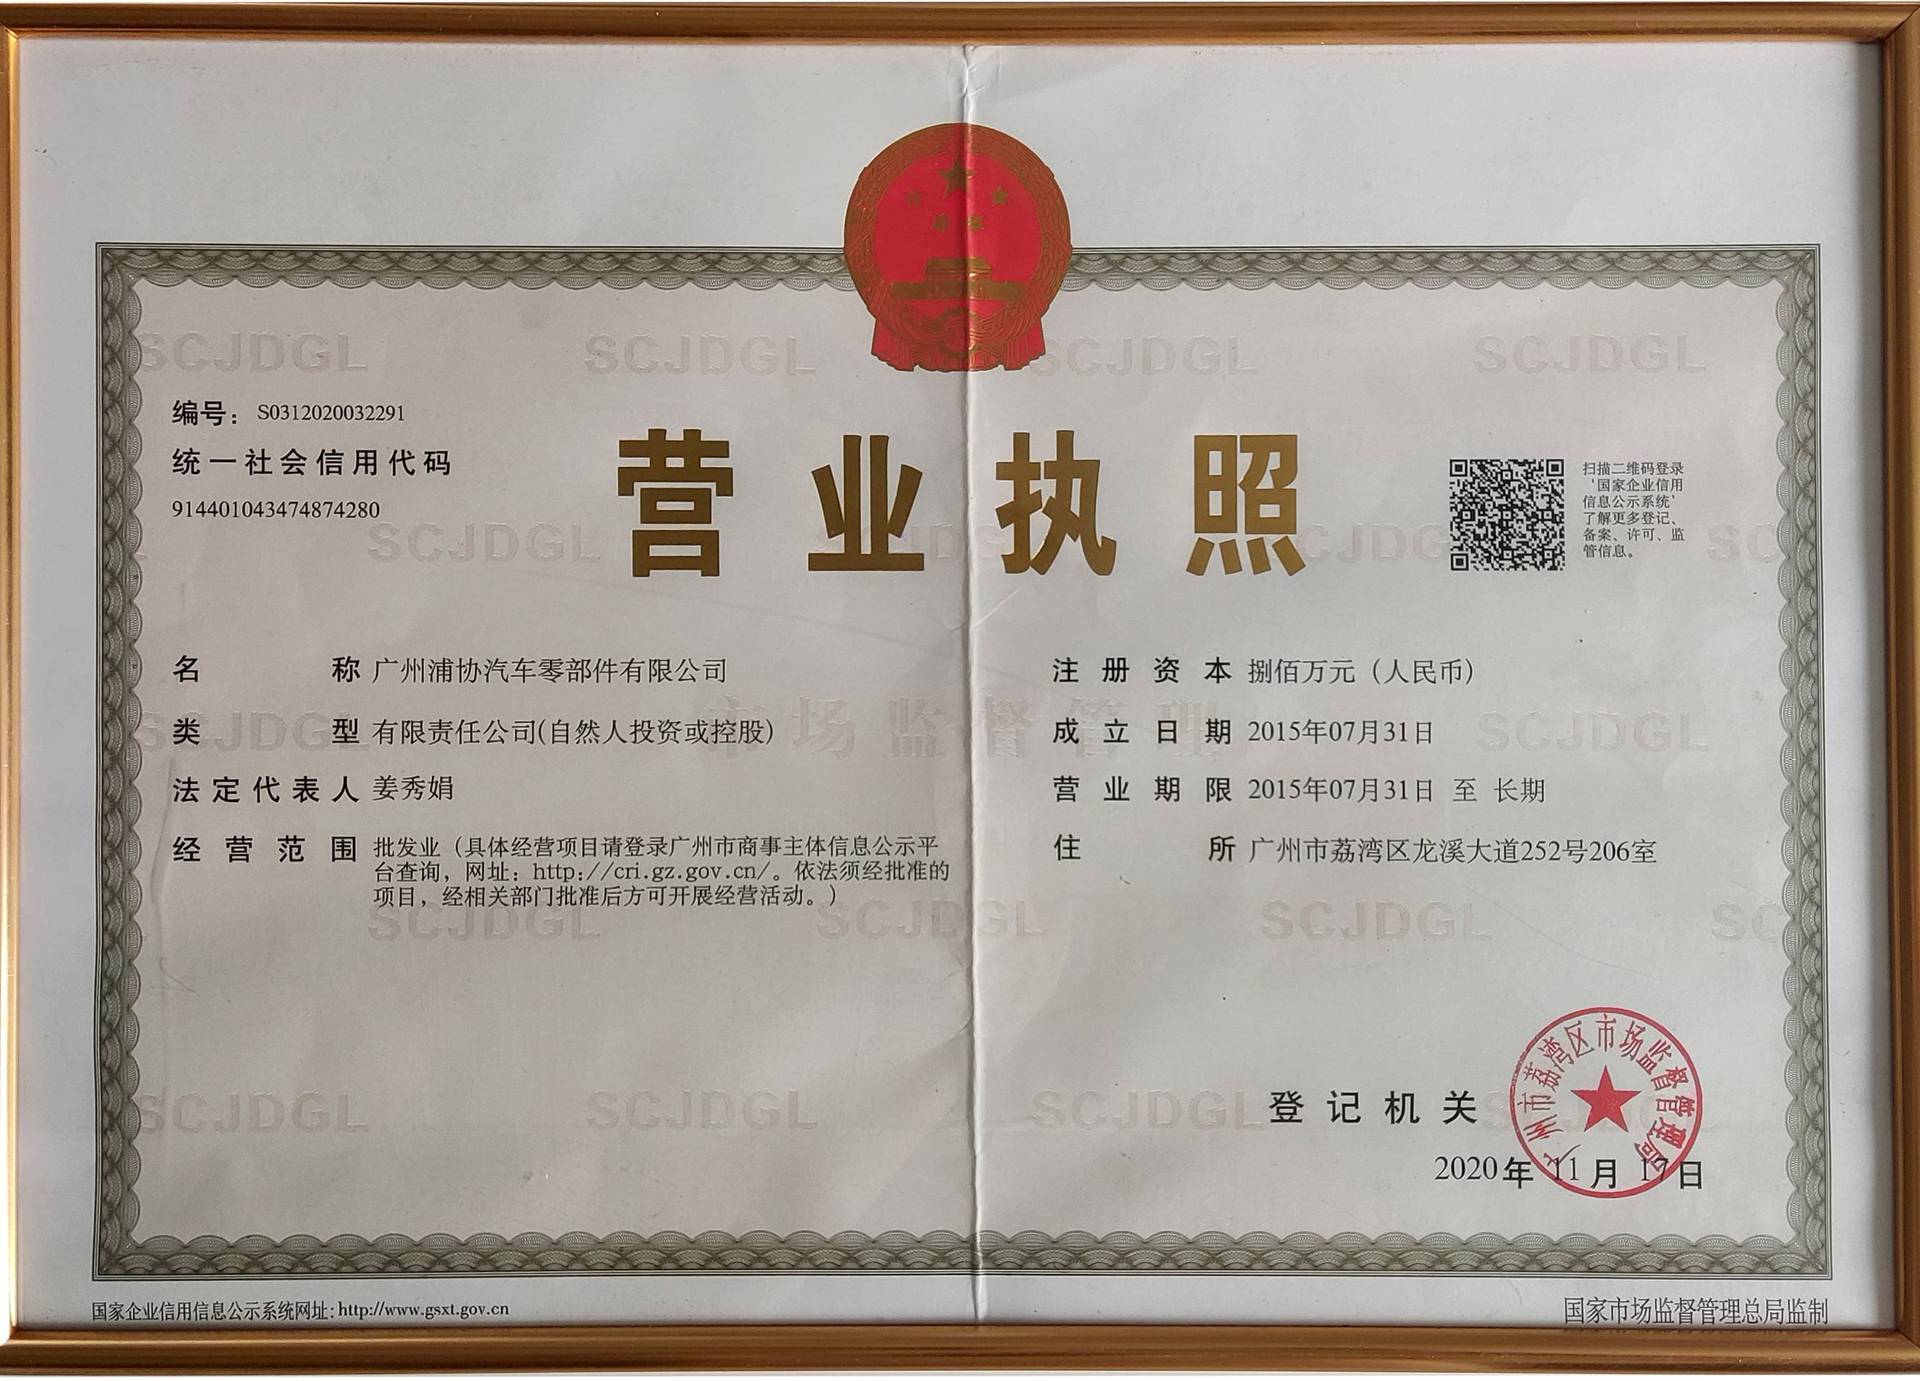 编号：S0312020032291
统一社会信用代码
914401043474874280
营业执照
扫描二维码登录
‘国家企业信用
信息公示系统’
了解更多登记、
备案、许可、监
管信息。
名称 广州浦协汽车零部件有限公司
类型 有限责任公司(自然人投资或控股)
法定代表人 姜秀娟
经营范围 批发业（具体经营项目请登录广州市商事主体信息公示平
台查询，网址：http://cri.gz.gov.cn/。依法须经批准的
项目，经相关部门批准后方可开展经营活动。）
注册资本 捌佰万元（人民币）
成立日期 2015年07月31日
营业期限 2015年07月31日 至 长期
住所 广州市荔湾区龙溪大道252号206室
登记机关
广州市荔湾区市场监督管理局
2020年11月17日
国家企业信用信息公示系统网址:http://www.gsxt.gov.cn
国家市场监督管理总局监制
SCJDGL
市场监督管理